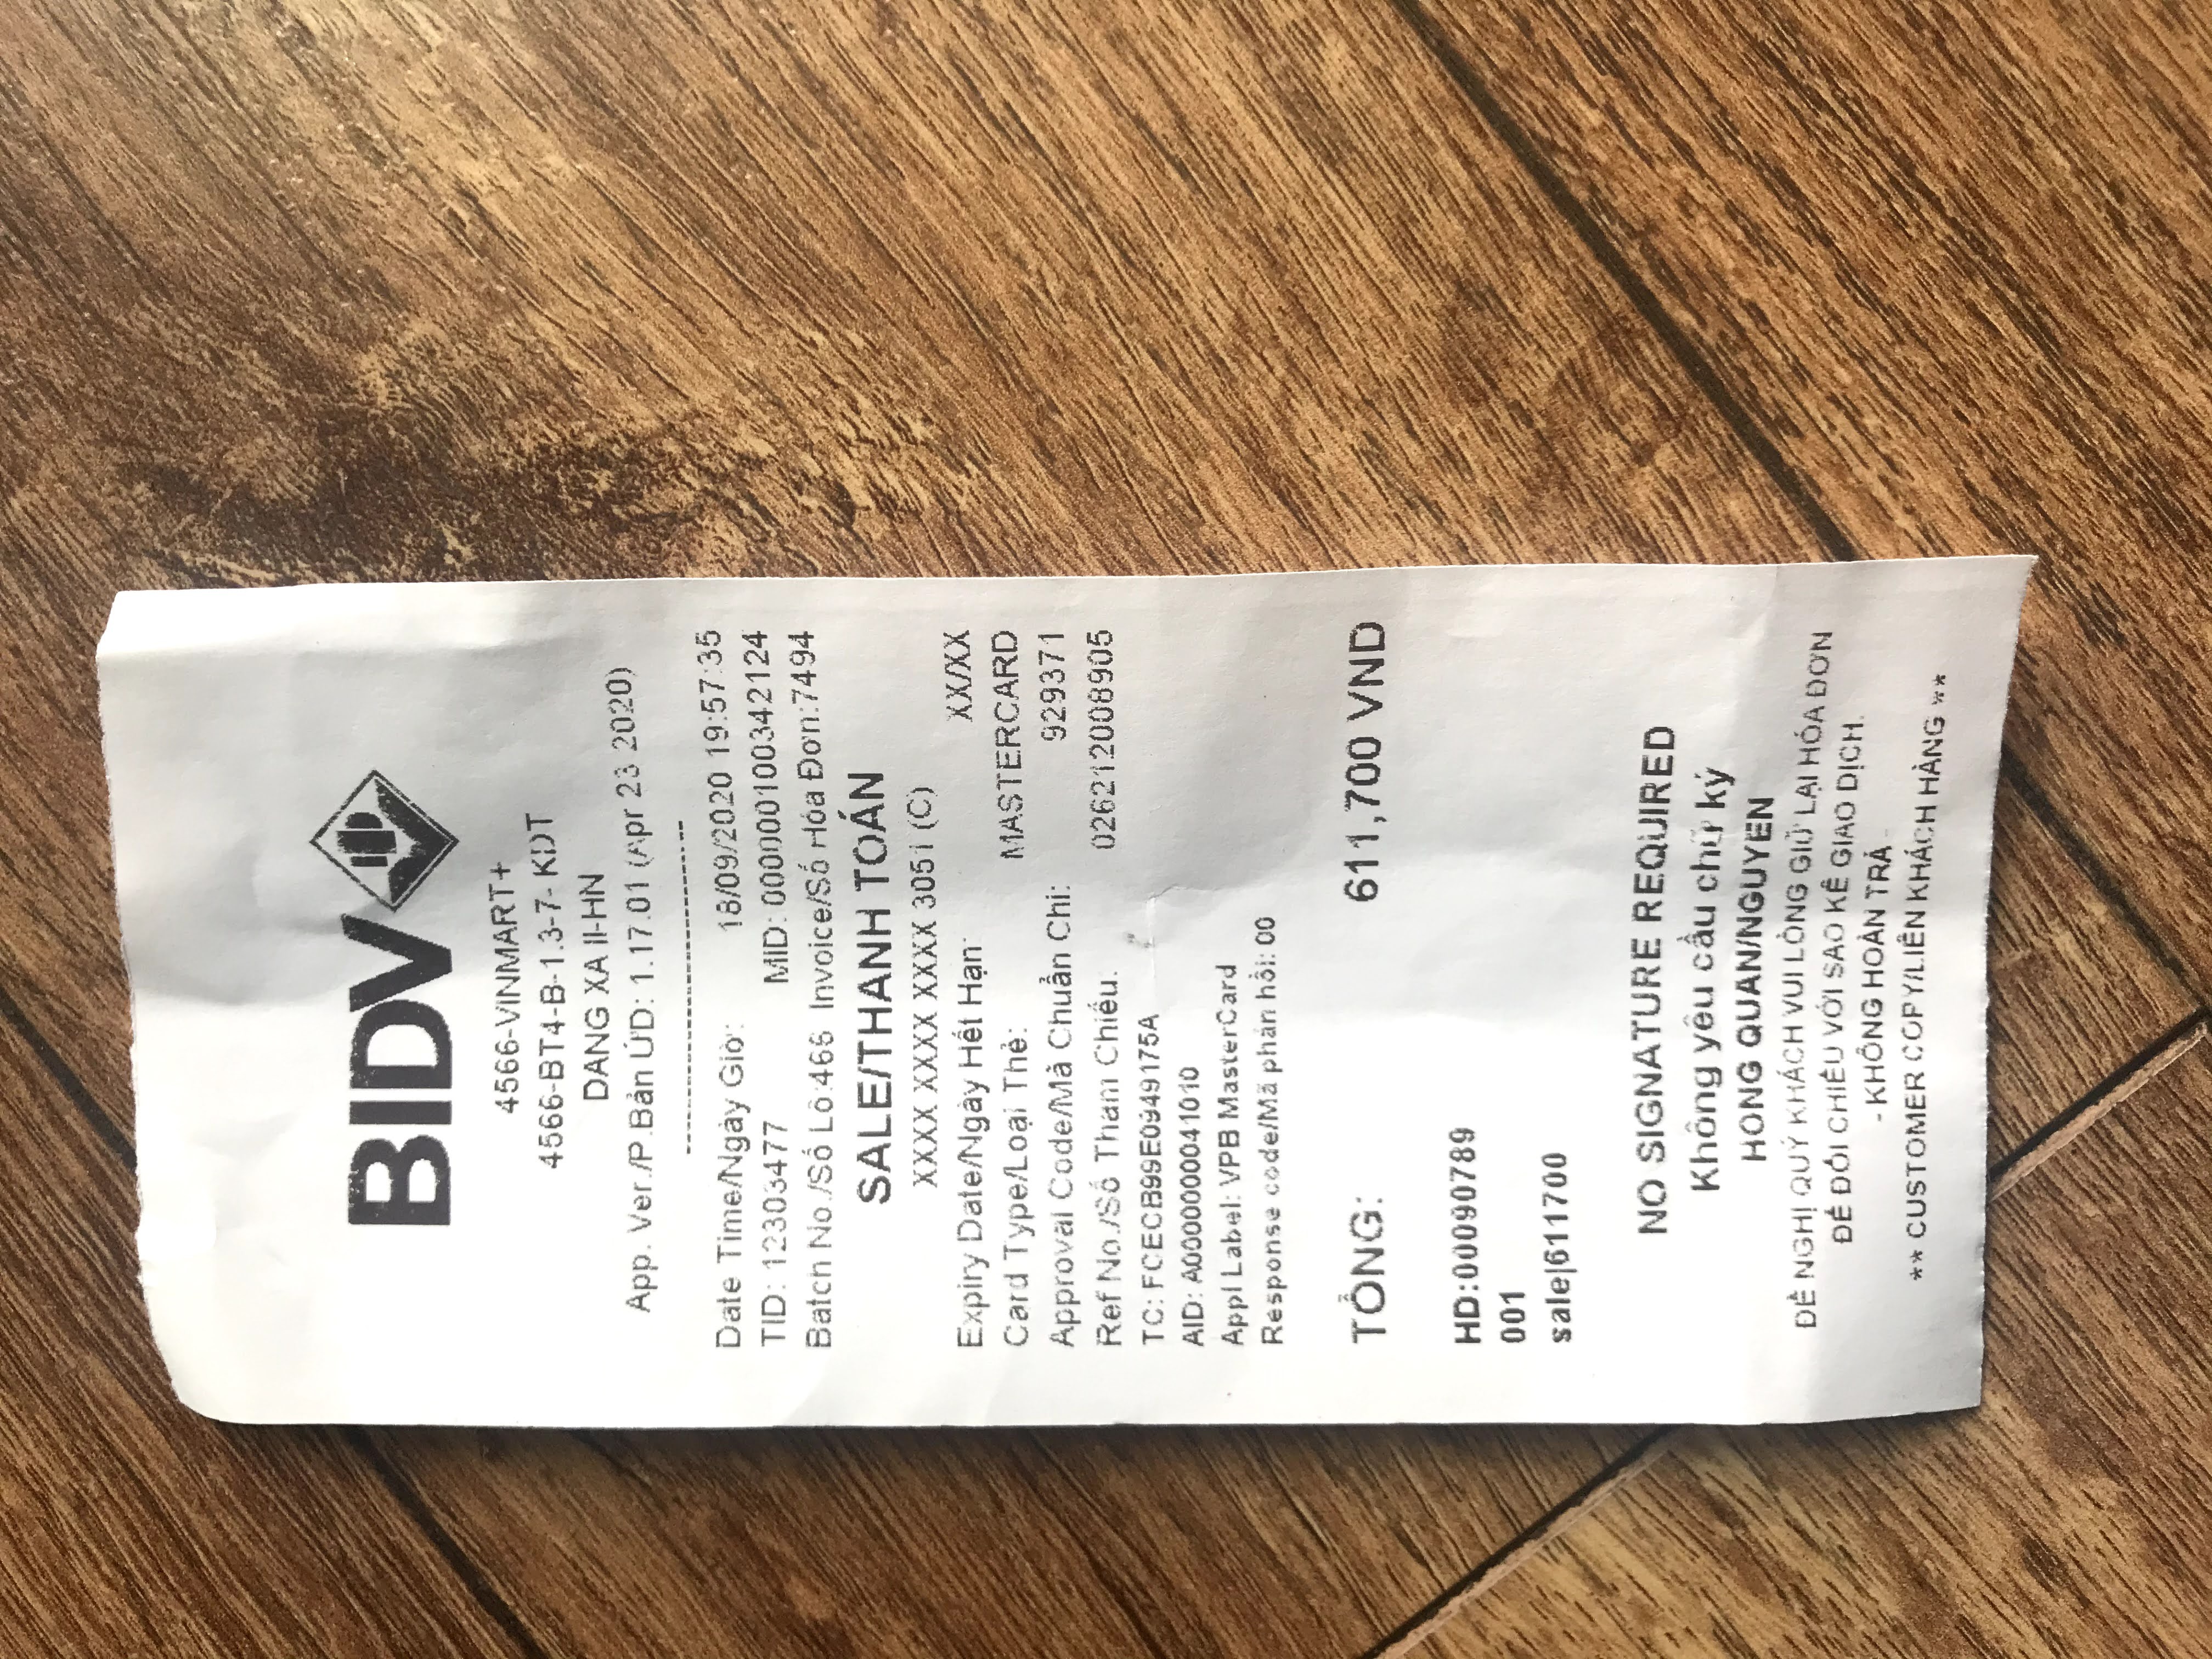 BIDV
4566-VINMART+
4566-BT4-B-1.3-7- KDT
DANG XA II-HN
App. Ver./P.Bản ỨD: 1.17.01 (Apr 23 2020)
Date Time/Ngày Giờ: 18/09/2020 19:57:35
TID: 12303477 MID: 000000100342124
Batch No./Số Lô:466 Invoice/Số Hóa Đơn:7494
SALE/THANH TOÁN
XXXX XXXX XXXX 3051 (C)
Expiry Date/Ngày Hết Hạn: XX/XX
Card Type/Loại Thẻ: MASTERCARD
Approval Code/Mã Chuẩn Chi: 929371
Ref No./Số Tham Chiếu: 026212008905
TC: FCECB99E0949175A
AID: A0000000041010
Appl Label: VPB MasterCard
Response code/Mã phản hồi: 00
TỔNG: 611,700 VND
HD:00090789
001
sale|611700
NO SIGNATURE REQUIRED
Không yêu cầu chữ ký
HONG QUAN/NGUYEN
ĐỀ NGHỊ QUÝ KHÁCH VUI LÒNG GIỮ LẠI HÓA ĐƠN
ĐỂ ĐỐI CHIẾU VỚI SAO KÊ GIAO DỊCH.
- KHÔNG HOÀN TRẢ -
** CUSTOMER COPY/LIÊN KHÁCH HÀNG **